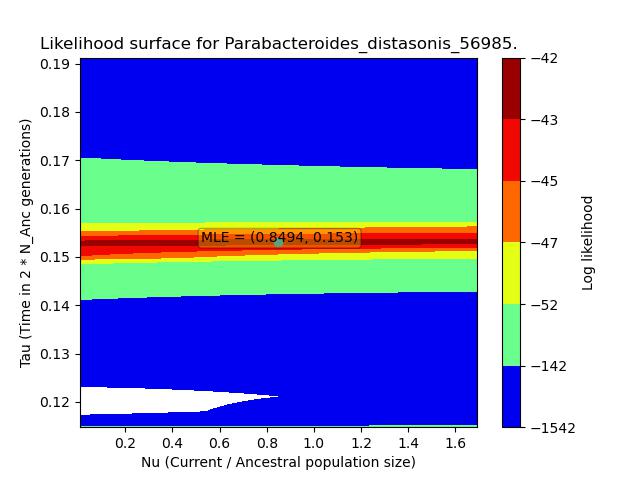 Likelihood surface for Parabacteroides_distasonis_56985.
Tau (Time in 2 * N_Anc generations)
0.19
0.18
0.17
0.16
0.15
0.14
0.13
0.12
MLE = (0.8494, 0.153)
0.2 0.4 0.6 0.8 1.0 1.2 1.4 1.6
Nu (Current / Ancestral population size)
−42
−43
−45
−47
−52
−142
−1542
Log likelihood